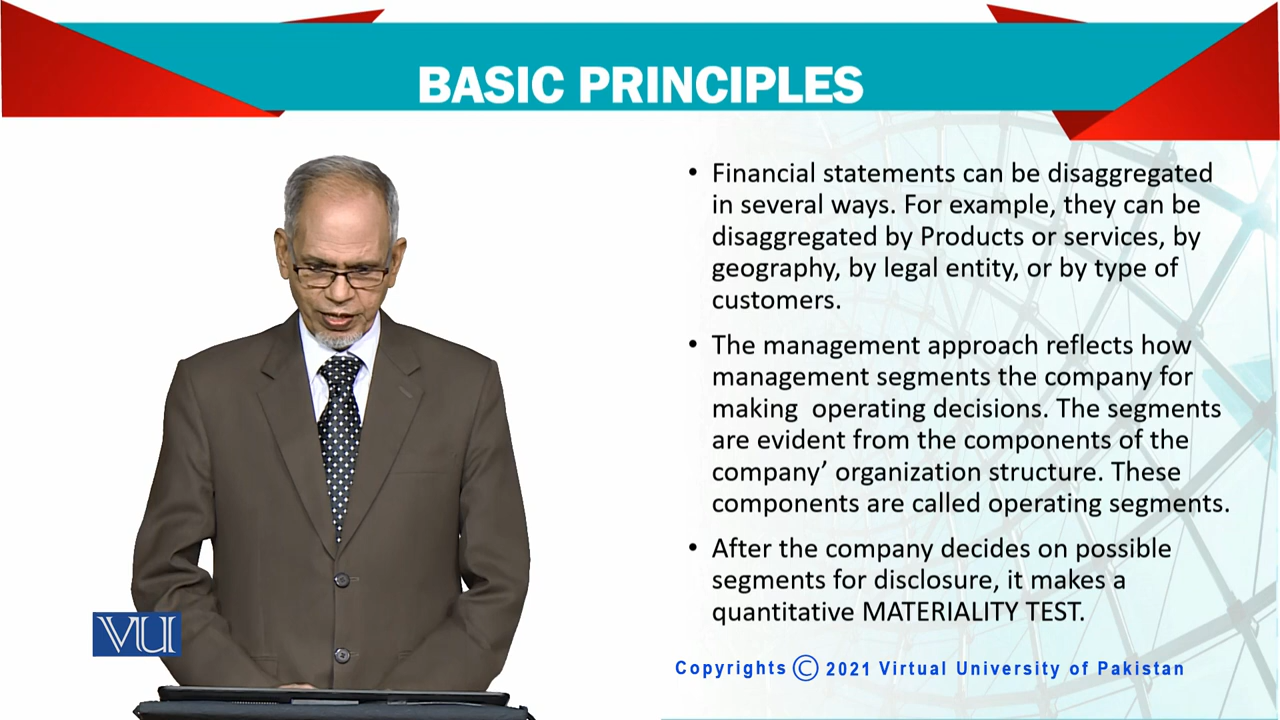 BASIC PRINCIPLES
• Financial statements can be disaggregated
in several ways. For example, they can be
disaggregated by Products or services, by
geography, by legal entity, or by type of
customers.
• The management approach reflects how
management segments the company for
making  operating decisions. The segments
are evident from the components of the
company’ organization structure. These
components are called operating segments.
• After the company decides on possible
segments for disclosure, it makes a
quantitative MATERIALITY TEST.
VU
Copyrights © 2021 Virtual University of Pakistan